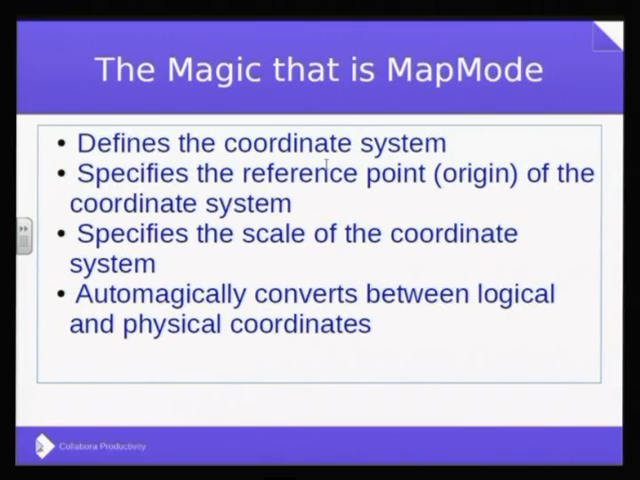 The Magic that is MapMode
• Defines the coordinate system
• Specifies the reference point (origin) of the
coordinate system
• Specifies the scale of the coordinate
system
• Automagically converts between logical
and physical coordinates
Collabora Productivity